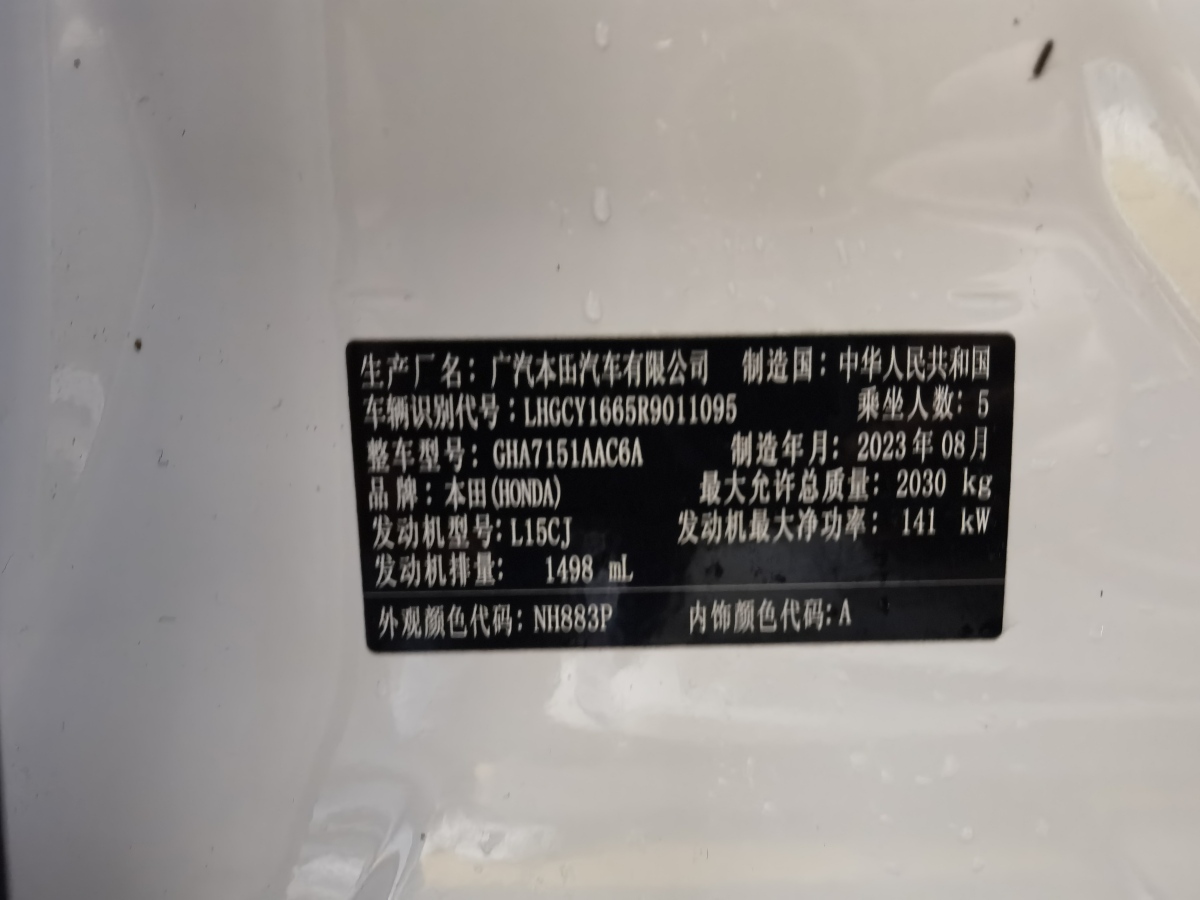 生产厂名：广汽本田汽车有限公司 制造国：中华人民共和国
车辆识别代号：LHGCY1665R9011095 乘坐人数：5
整车型号：GHA7151AAC6A 制造年月：2023年08月
品牌：本田(HONDA) 最大允许总质量：2030 kg
发动机型号：L15CJ 发动机最大净功率：141 kW
发动机排量：1498 mL
外观颜色代码：NH883P 内饰颜色代码：A